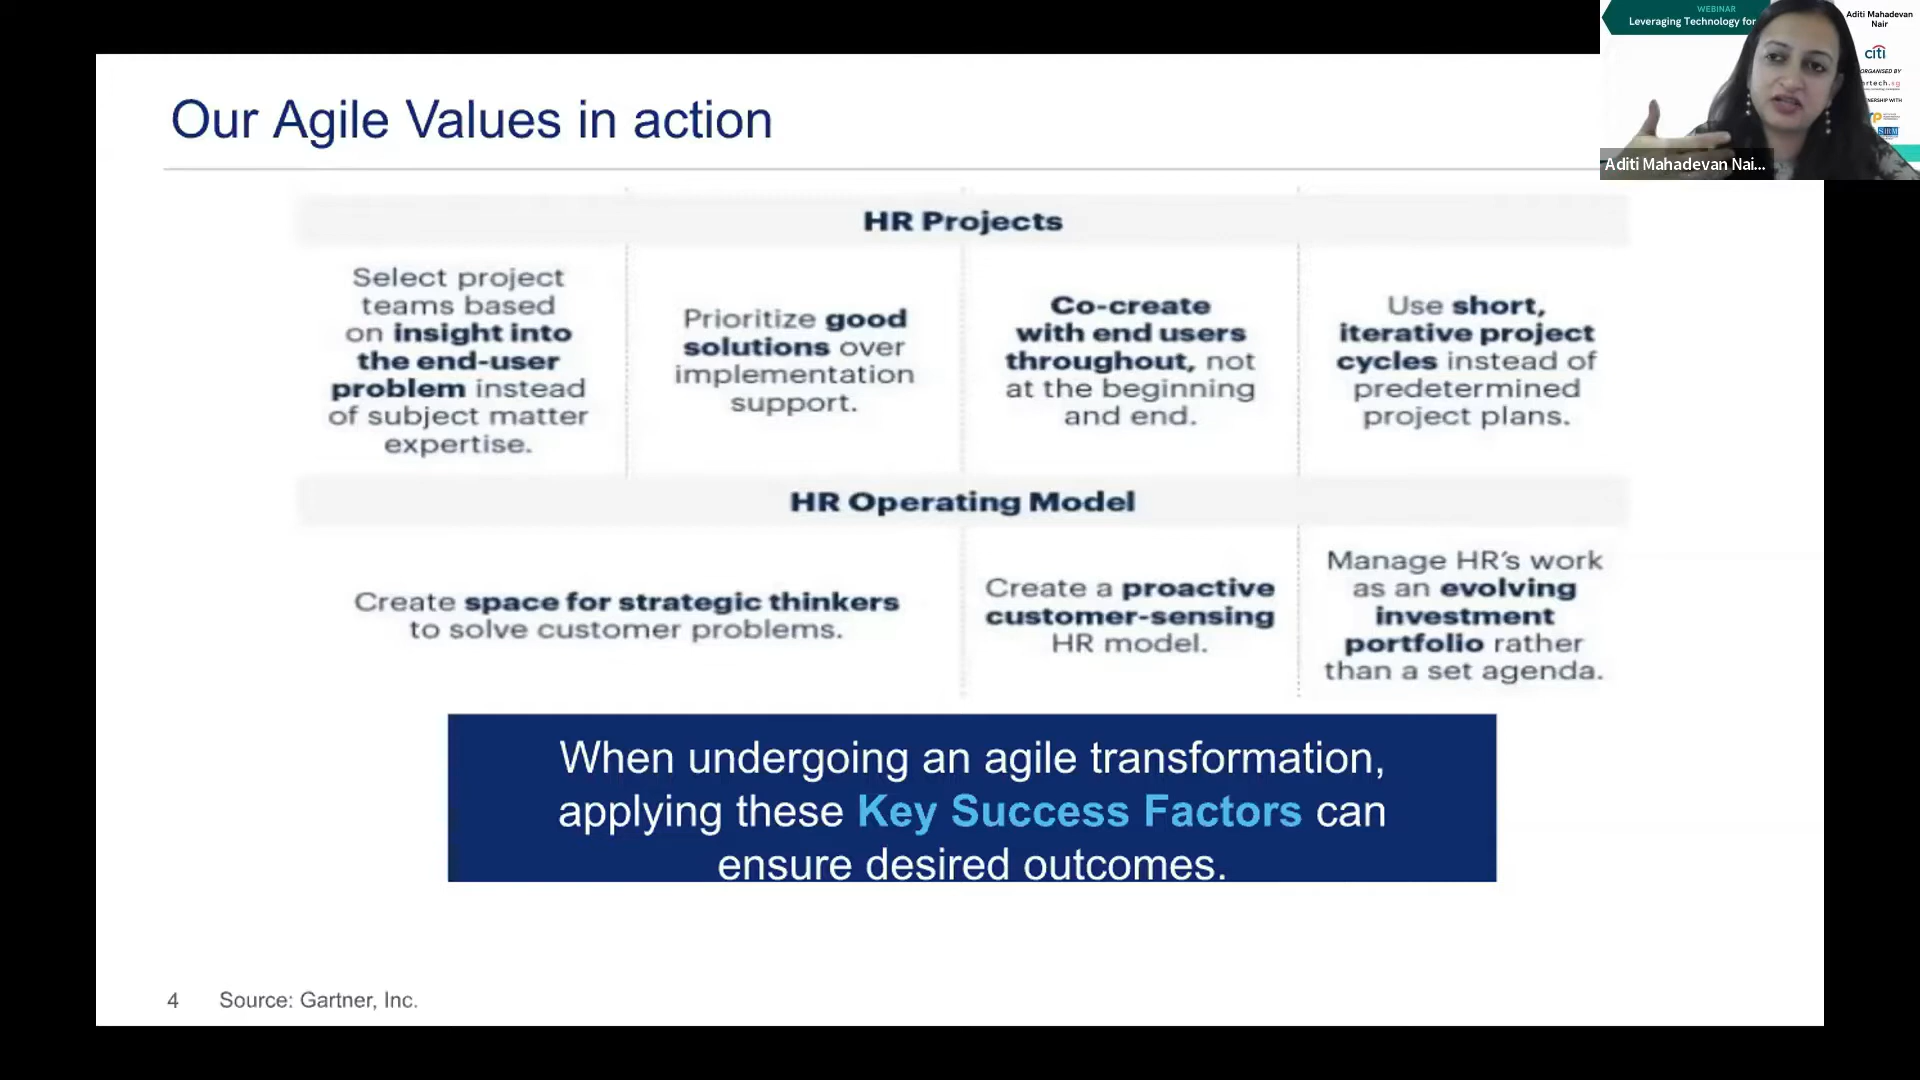 WEBINAR
Leveraging Technology for
Aditi Mahadevan
Nair
citi
ORGANISED BY
Aditi Mahadevan Nai...
Our Agile Values in action
HR Projects
Select project
teams based
on insight into
the end-user
problem instead
of subject matter
expertise.
Prioritize good
solutions over
implementation
support.
Co-create
with end users
throughout, not
at the beginning
and end.
Use short,
iterative project
cycles instead of
predetermined
project plans.
HR Operating Model
Create space for strategic thinkers
to solve customer problems.
Create a proactive
customer-sensing
HR model.
Manage HR's work
as an evolving
investment
portfolio rather
than a set agenda.
When undergoing an agile transformation,
applying these Key Success Factors can
ensure desired outcomes.
4 Source: Gartner, Inc.